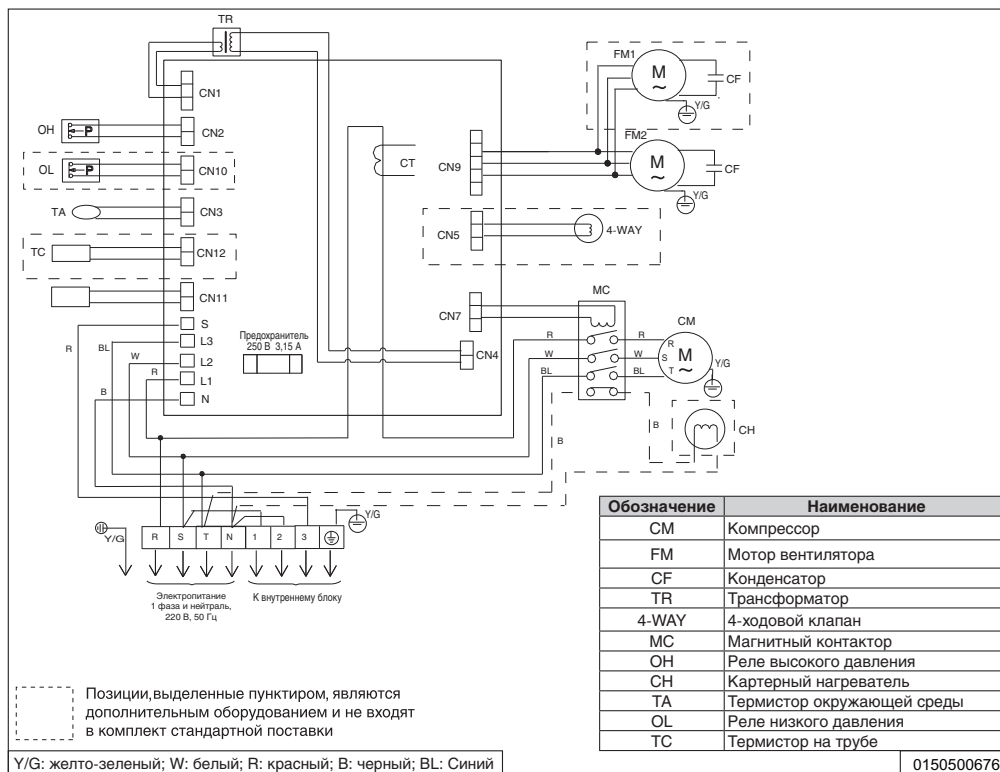 TR
FM1
M
~
CF
Y/G
CN1
OH
P
CN2
FM2
M
~
CF
Y/G
OL
P
CN10
CT
CN9
TA
CN3
CN5
4-WAY
TC
CN12
CN11
CN7
MC
CM
S
R
BL
L3
W
L2
R
L1
B
N
Предохранитель
250 В 3,15 А
CN4
R
W
BL
R
W
BL
R
S
T
M
~
Y/G
B
B
CH
Y/G
Y/G
R S T N 1 2 3
Электропитание
1 фаза и нейтраль,
220 В, 50 Гц
К внутреннему блоку
Обозначение Наименование
CM Компрессор
FM Мотор вентилятора
CF Конденсатор
TR Трансформатор
4-WAY 4-ходовой клапан
MC Магнитный контактор
OH Реле высокого давления
CH Картерный нагреватель
TA Термистор окружающей среды
OL Реле низкого давления
TC Термистор на трубе
Позиции,выделенные пунктиром, являются
дополнительным оборудованием и не входят
в комплект стандартной поставки
Y/G: желто-зеленый; W: белый; R: красный; B: черный; BL: Синий
0150500676